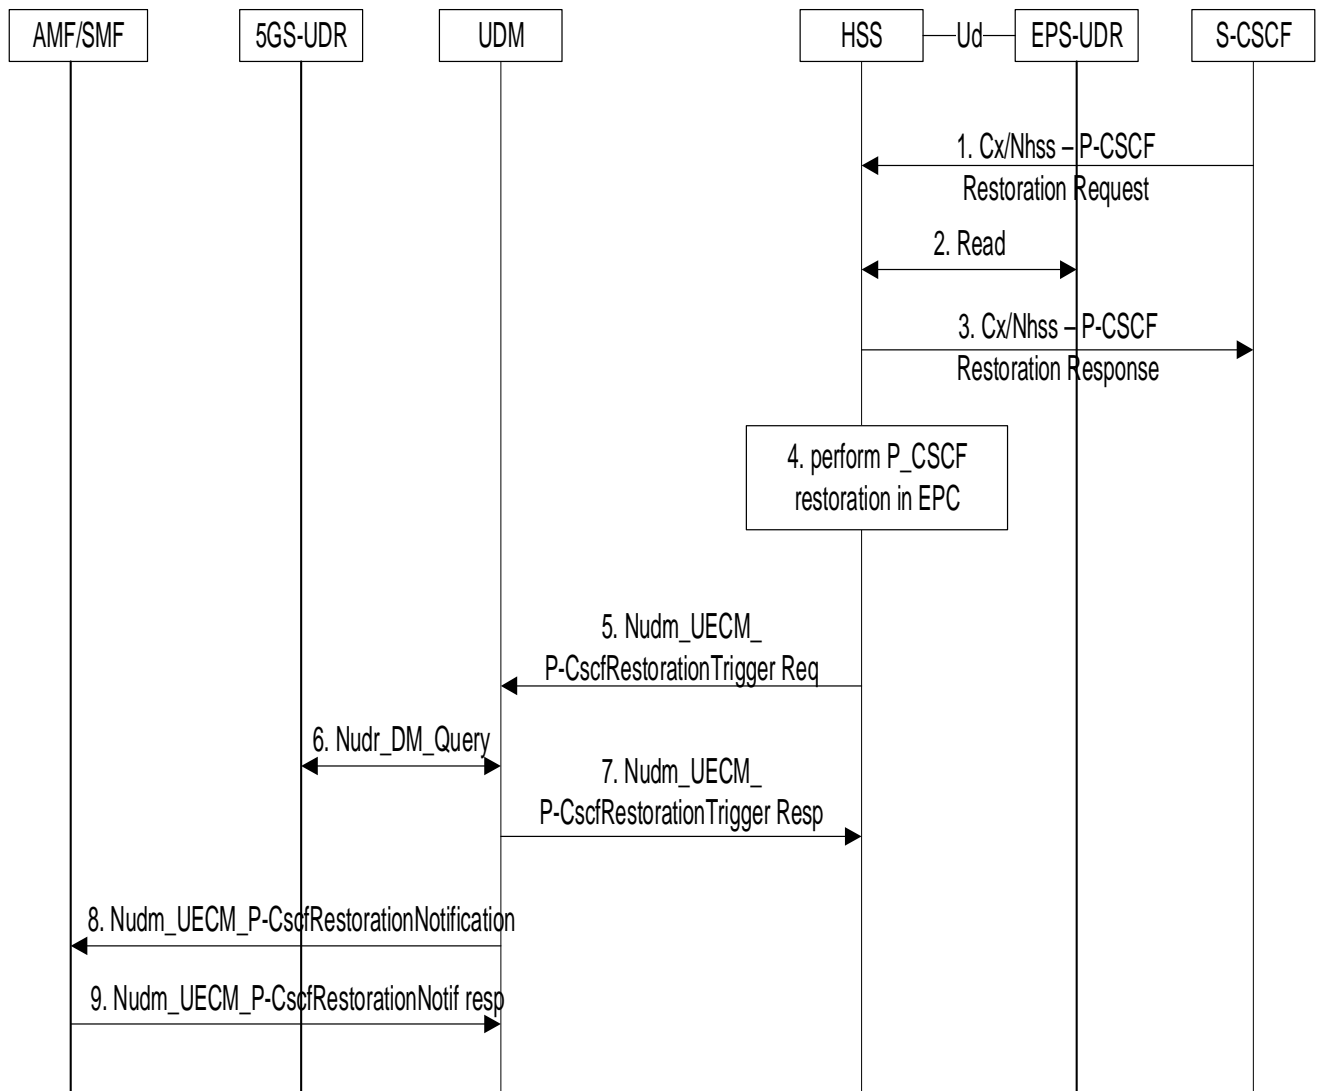 AMF/SMF
5GS-UDR
UDM
HSS
Ud
EPS-UDR
S-CSCF
1. Cx/Nhss – P-CSCF
Restoration Request
2. Read
3. Cx/Nhss – P-CSCF
Restoration Response
4. perform P_CSCF
restoration in EPC
5. Nudm_UECM_
P-CscfRestorationTrigger Req
6. Nudr_DM_Query
7. Nudm_UECM_
P-CscfRestorationTrigger Resp
8. Nudm_UECM_P-CscfRestorationNotification
9. Nudm_UECM_P-CscfRestorationNotif resp